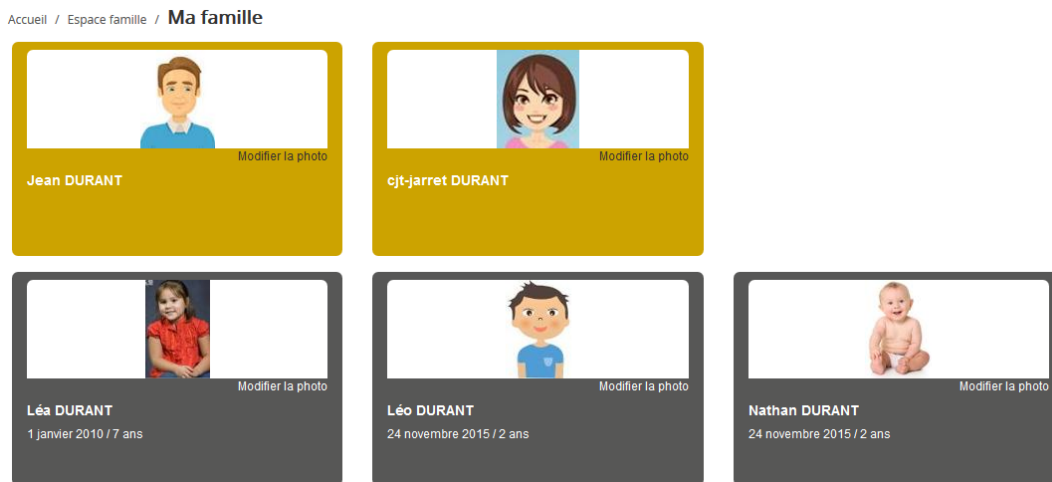 Accueil / Espace famille / Ma famille
Modifier la photo
Jean DURANT
Modifier la photo
cjt-jarret DURANT
Modifier la photo
Léa DURANT
1 janvier 2010 / 7 ans
Modifier la photo
Léo DURANT
24 novembre 2015 / 2 ans
Modifier la photo
Nathan DURANT
24 novembre 2015 / 2 ans